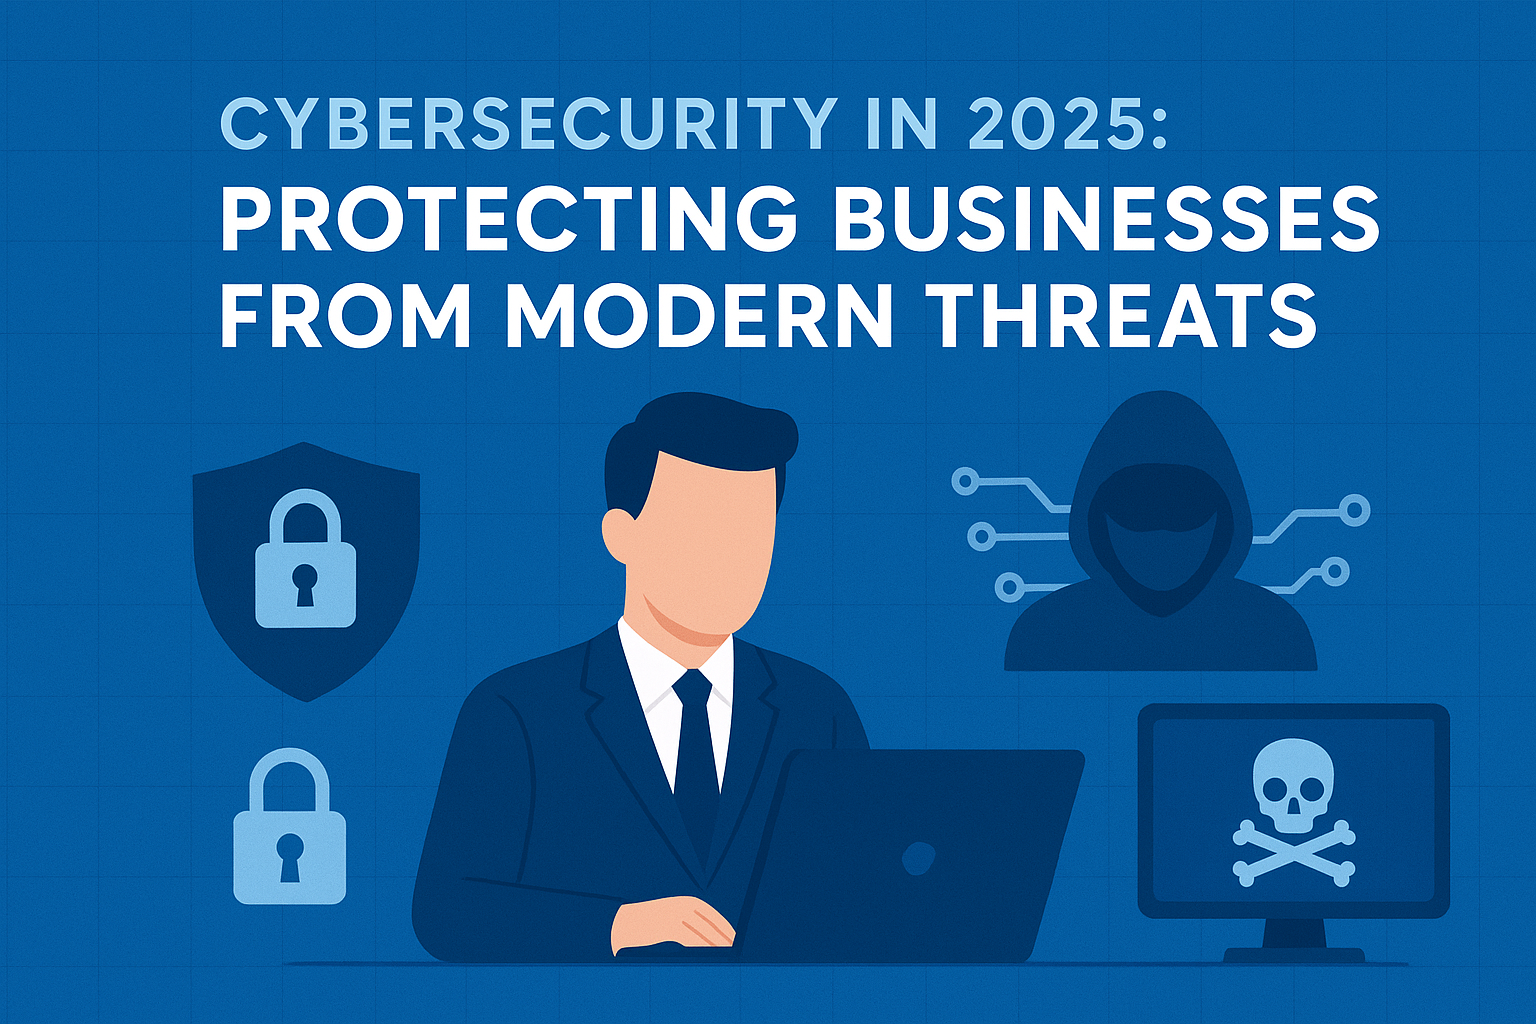 CYBERSECURITY IN 2025:
PROTECTING BUSINESSES
FROM MODERN THREATS